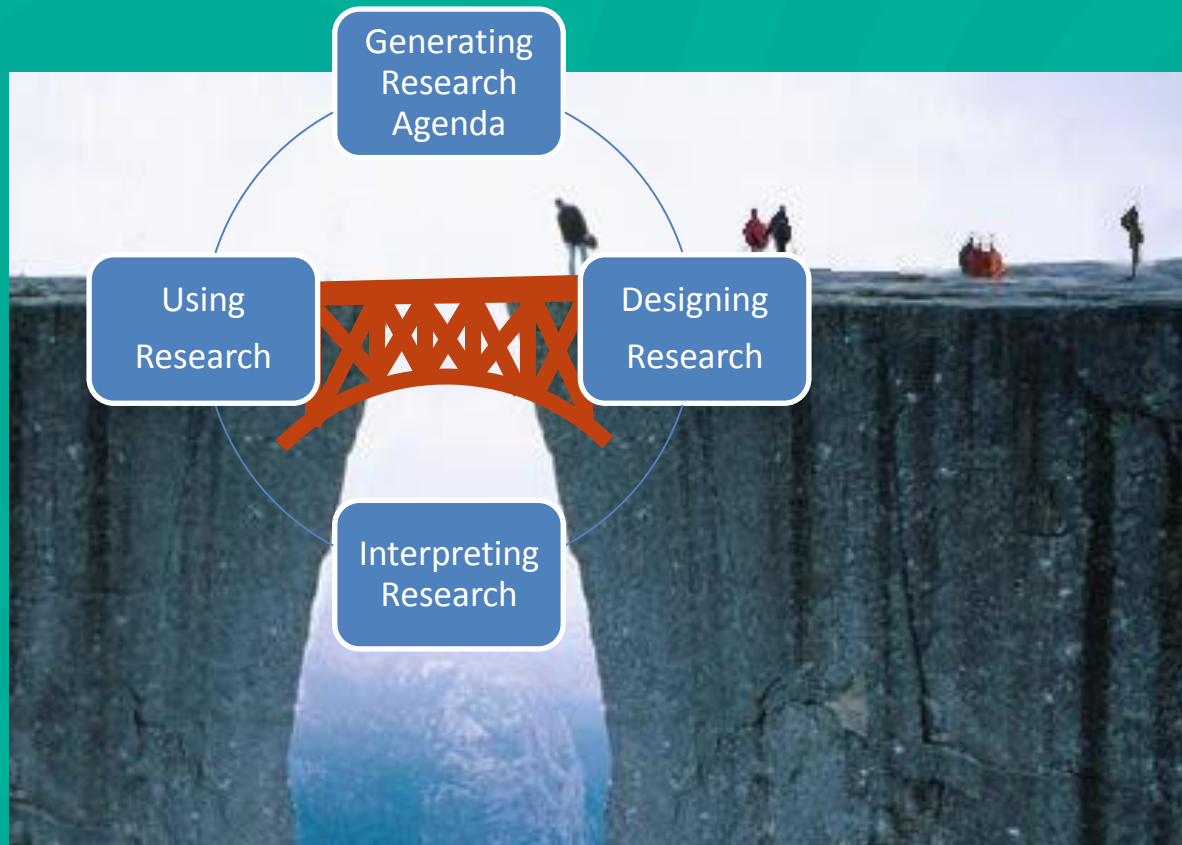 Generating
Research
Agenda
Using
Research
Designing
Research
Interpreting
Research